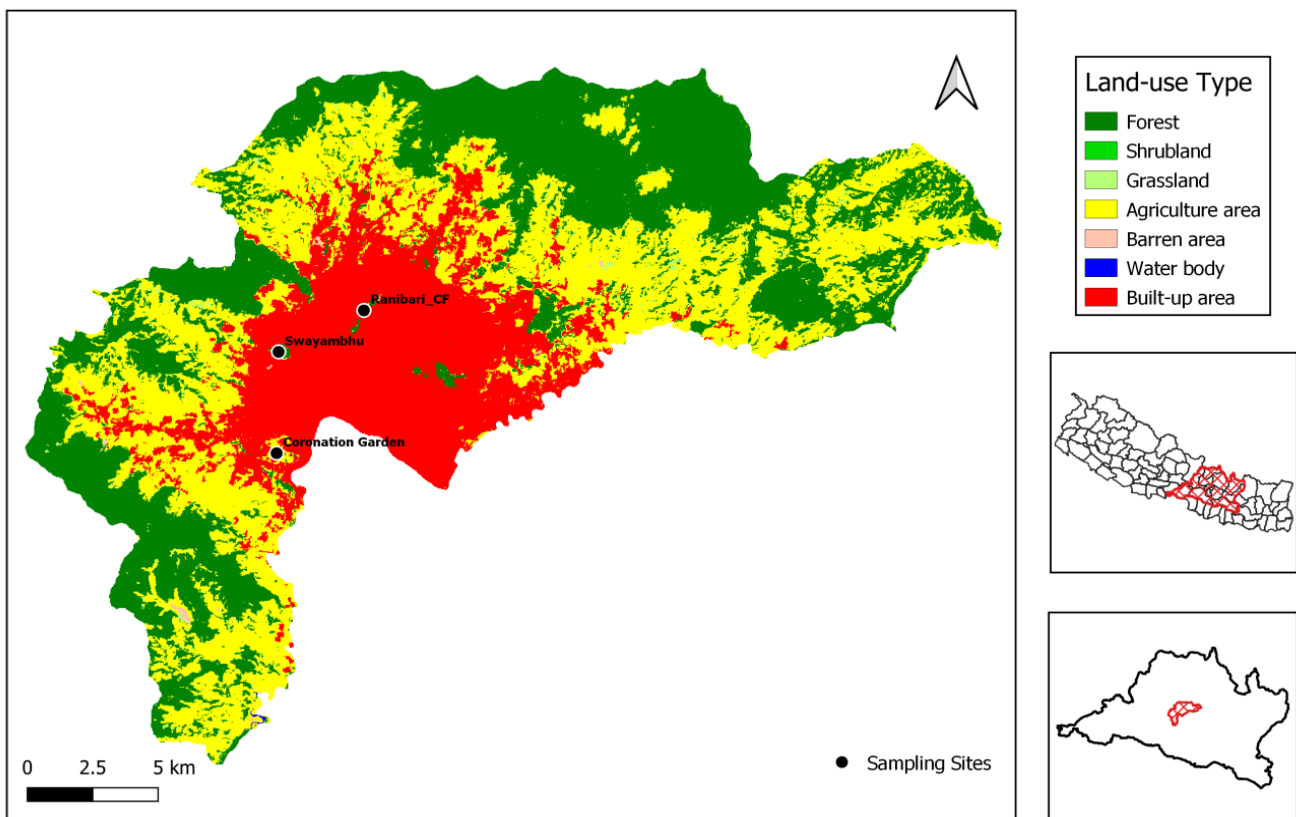 Land-use Type
Forest
Shrubland
Grassland
Agriculture area
Barren area
Water body
Built-up area
Ranibari_CF
Swayambhu
Coronation Garden
0 2.5 5 km
Sampling Sites